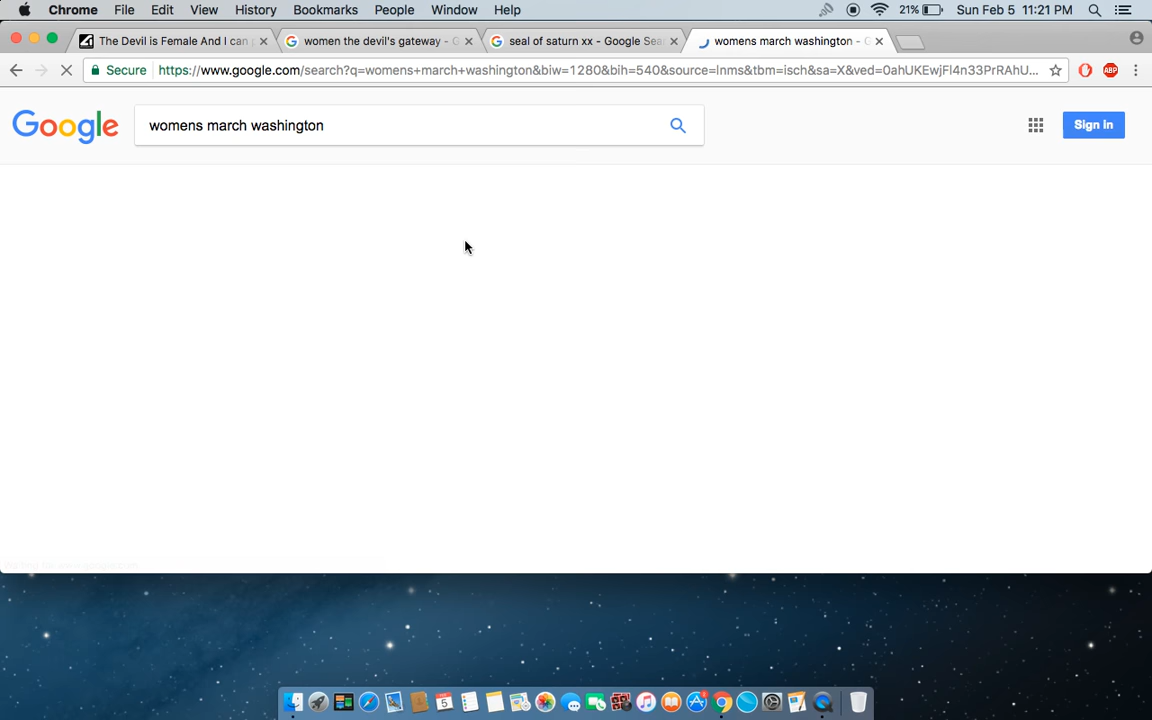 Chrome File Edit View History Bookmarks People Window Help 21% Sun Feb 5 11:21 PM
The Devil is Female And I can women the devil's gateway - G seal of saturn xx - Google Sea womens march washington - G
Secure https://www.google.com/search?q=womens+march+washington&biw=1280&bih=540&source=lnms&tbm=isch&sa=X&ved=0ahUKEwjFl4n33PrRAhU... ABP
Google womens march washington Sign in
5